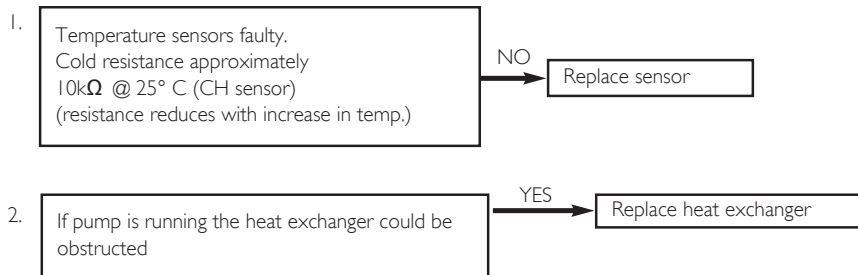 1.
Temperature sensors faulty.
Cold resistance approximately
10kΩ @ 25° C (CH sensor)
(resistance reduces with increase in temp.)
NO
Replace sensor
2.
If pump is running the heat exchanger could be
obstructed
YES
Replace heat exchanger